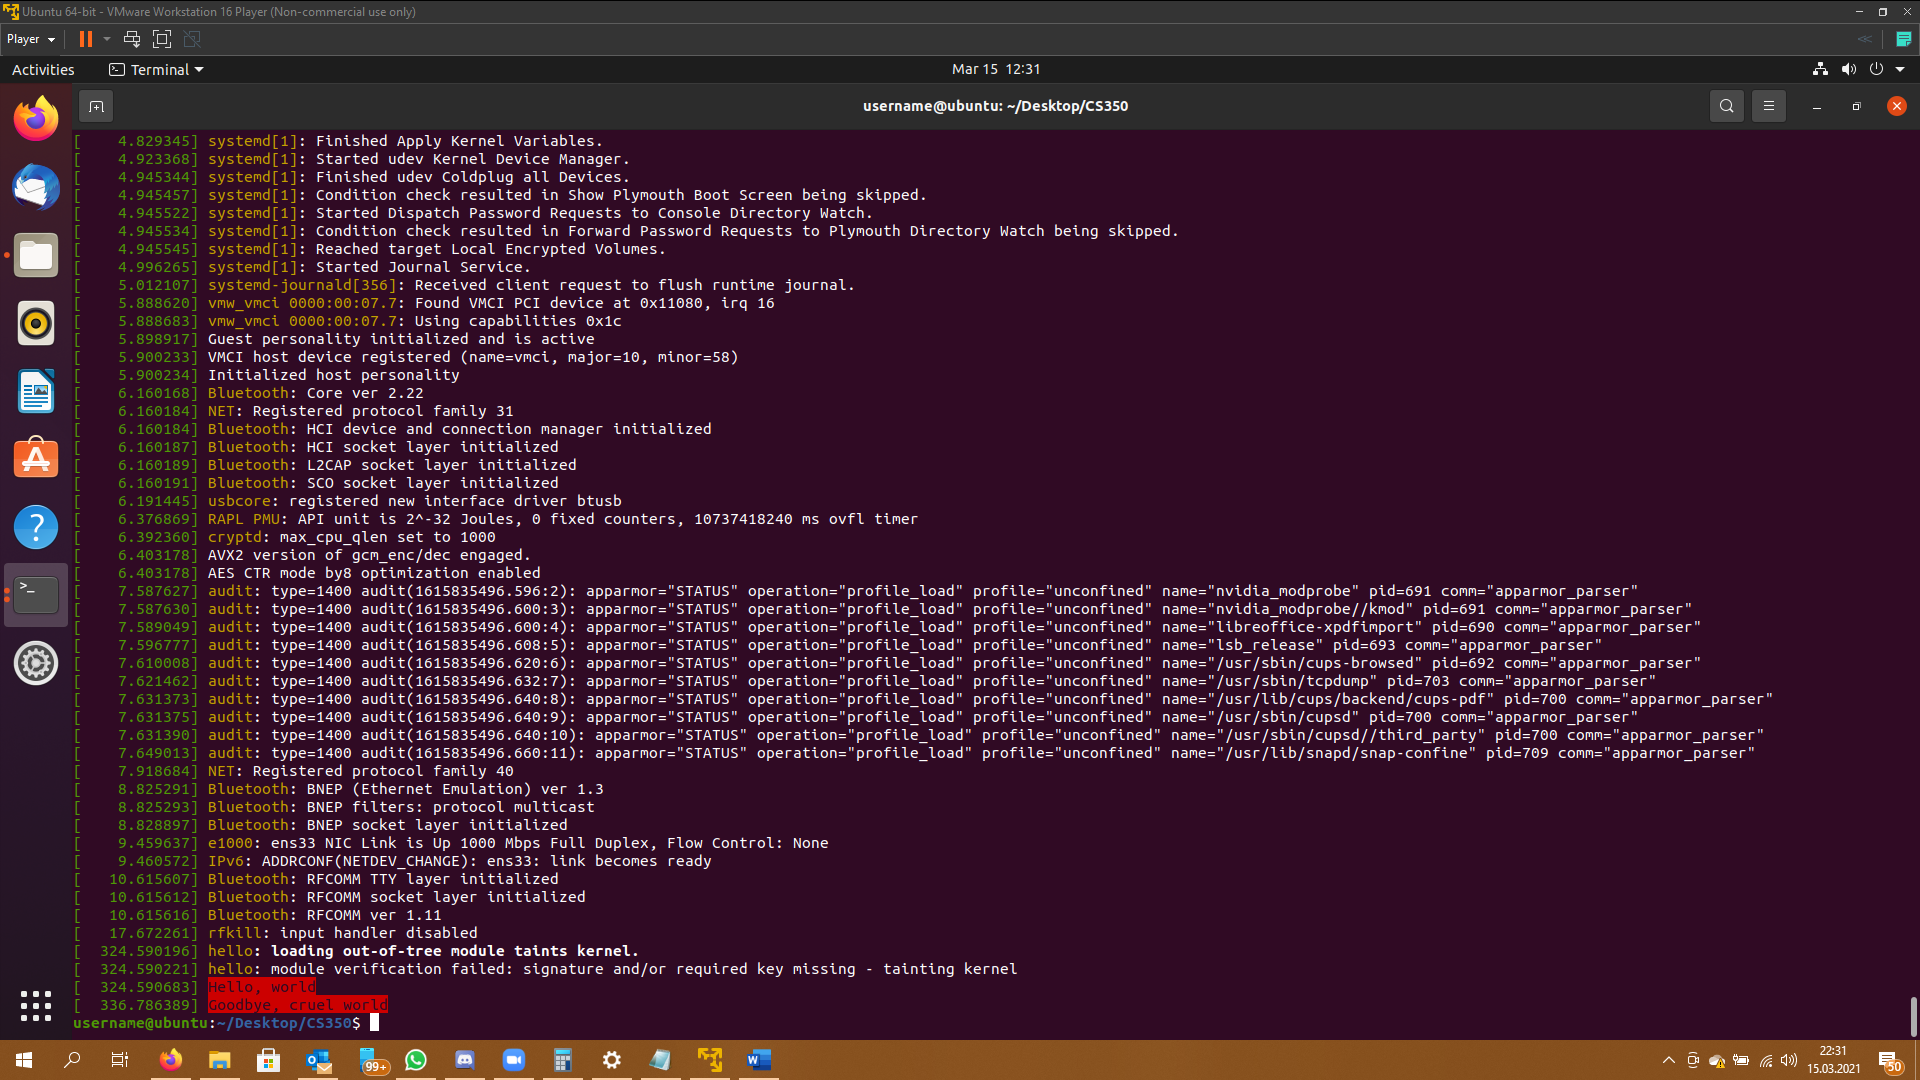 Ubuntu 64-bit - VMware Workstation 16 Player (Non-commercial use only)
Player
Activities Terminal Mar 15 12:31
username@ubuntu: ~/Desktop/CS350
[    4.829345] systemd[1]: Finished Apply Kernel Variables.
[    4.923368] systemd[1]: Started udev Kernel Device Manager.
[    4.945344] systemd[1]: Finished udev Coldplug all Devices.
[    4.945457] systemd[1]: Condition check resulted in Show Plymouth Boot Screen being skipped.
[    4.945522] systemd[1]: Started Dispatch Password Requests to Console Directory Watch.
[    4.945534] systemd[1]: Condition check resulted in Forward Password Requests to Plymouth Directory Watch being skipped.
[    4.945545] systemd[1]: Reached target Local Encrypted Volumes.
[    4.996265] systemd[1]: Started Journal Service.
[    5.012107] systemd-journald[356]: Received client request to flush runtime journal.
[    5.888620] vmw_vmci 0000:00:07.7: Found VMCI PCI device at 0x11080, irq 16
[    5.888683] vmw_vmci 0000:00:07.7: Using capabilities 0x1c
[    5.898917] Guest personality initialized and is active
[    5.900233] VMCI host device registered (name=vmci, major=10, minor=58)
[    5.900234] Initialized host personality
[    6.160168] Bluetooth: Core ver 2.22
[    6.160184] NET: Registered protocol family 31
[    6.160184] Bluetooth: HCI device and connection manager initialized
[    6.160187] Bluetooth: HCI socket layer initialized
[    6.160189] Bluetooth: L2CAP socket layer initialized
[    6.160191] Bluetooth: SCO socket layer initialized
[    6.191445] usbcore: registered new interface driver btusb
[    6.376869] RAPL PMU: API unit is 2^-32 Joules, 0 fixed counters, 10737418240 ms ovfl timer
[    6.392360] cryptd: max_cpu_qlen set to 1000
[    6.403178] AVX2 version of gcm_enc/dec engaged.
[    6.403178] AES CTR mode by8 optimization enabled
[    7.587627] audit: type=1400 audit(1615835496.596:2): apparmor="STATUS" operation="profile_load" profile="unconfined" name="nvidia_modprobe" pid=691 comm="apparmor_parser"
[    7.587630] audit: type=1400 audit(1615835496.600:3): apparmor="STATUS" operation="profile_load" profile="unconfined" name="nvidia_modprobe//kmod" pid=691 comm="apparmor_parser"
[    7.589049] audit: type=1400 audit(1615835496.600:4): apparmor="STATUS" operation="profile_load" profile="unconfined" name="libreoffice-xpdfimport" pid=690 comm="apparmor_parser"
[    7.596777] audit: type=1400 audit(1615835496.608:5): apparmor="STATUS" operation="profile_load" profile="unconfined" name="lsb_release" pid=693 comm="apparmor_parser"
[    7.610008] audit: type=1400 audit(1615835496.620:6): apparmor="STATUS" operation="profile_load" profile="unconfined" name="/usr/sbin/cups-browsed" pid=692 comm="apparmor_parser"
[    7.621462] audit: type=1400 audit(1615835496.632:7): apparmor="STATUS" operation="profile_load" profile="unconfined" name="/usr/sbin/tcpdump" pid=703 comm="apparmor_parser"
[    7.631373] audit: type=1400 audit(1615835496.640:8): apparmor="STATUS" operation="profile_load" profile="unconfined" name="/usr/lib/cups/backend/cups-pdf" pid=700 comm="apparmor_parser"
[    7.631375] audit: type=1400 audit(1615835496.640:9): apparmor="STATUS" operation="profile_load" profile="unconfined" name="/usr/sbin/cupsd" pid=700 comm="apparmor_parser"
[    7.631390] audit: type=1400 audit(1615835496.640:10): apparmor="STATUS" operation="profile_load" profile="unconfined" name="/usr/sbin/cupsd//third_party" pid=700 comm="apparmor_parser"
[    7.649013] audit: type=1400 audit(1615835496.660:11): apparmor="STATUS" operation="profile_load" profile="unconfined" name="/usr/lib/snapd/snap-confine" pid=709 comm="apparmor_parser"
[    7.918684] NET: Registered protocol family 40
[    8.825291] Bluetooth: BNEP (Ethernet Emulation) ver 1.3
[    8.825293] Bluetooth: BNEP filters: protocol multicast
[    8.828897] Bluetooth: BNEP socket layer initialized
[    9.459637] e1000: ens33 NIC Link is Up 1000 Mbps Full Duplex, Flow Control: None
[    9.460572] IPv6: ADDRCONF(NETDEV_CHANGE): ens33: link becomes ready
[   10.615607] Bluetooth: RFCOMM TTY layer initialized
[   10.615612] Bluetooth: RFCOMM socket layer initialized
[   10.615616] Bluetooth: RFCOMM ver 1.11
[   17.672261] rfkill: input handler disabled
[  324.590196] hello: loading out-of-tree module taints kernel.
[  324.590221] hello: module verification failed: signature and/or required key missing - tainting kernel
[  324.590683] Hello, world
[  336.786389] Goodbye, cruel world
username@ubuntu:~/Desktop/CS350$
99+
22:31
15.03.2021
50